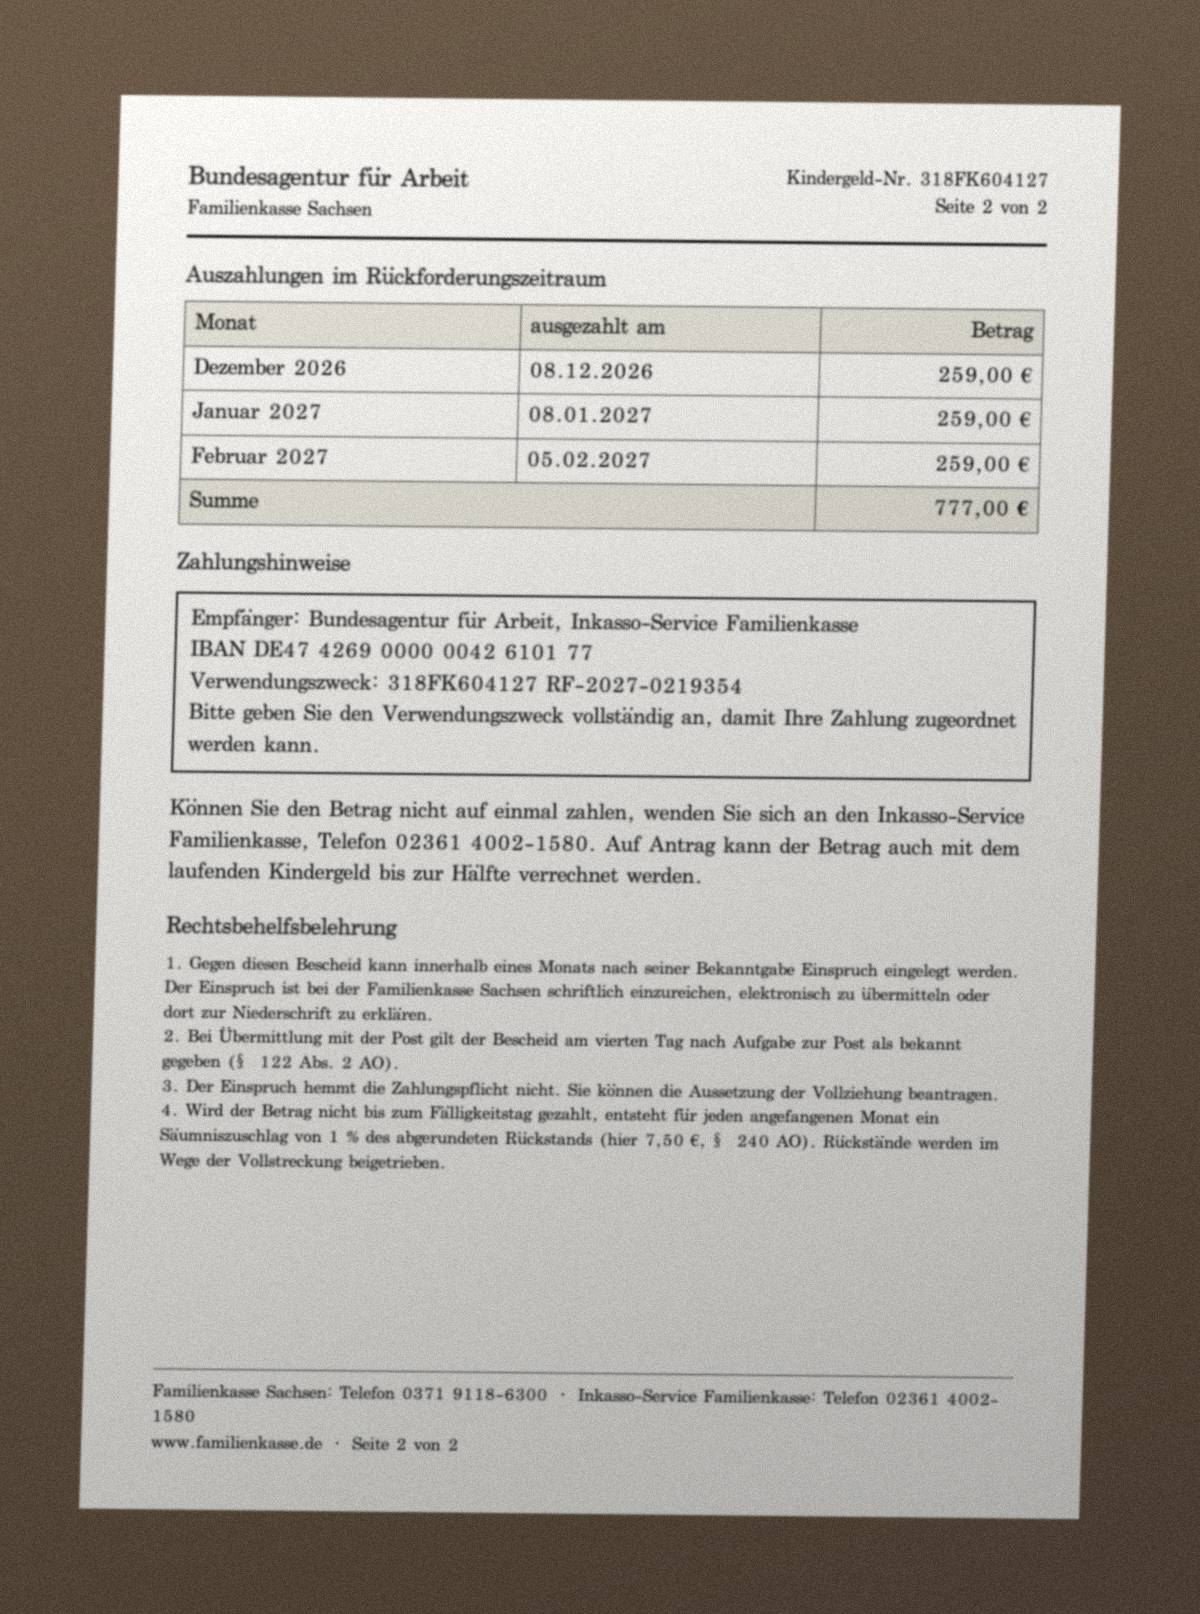 Bundesagentur für Arbeit
Familienkasse Sachsen
Kindergeld-Nr. 318FK604127
Seite 2 von 2
Auszahlungen im Rückforderungszeitraum
Monat ausgezahlt am Betrag
Dezember 2026 08.12.2026 259,00 €
Januar 2027 08.01.2027 259,00 €
Februar 2027 05.02.2027 259,00 €
Summe 777,00 €
Zahlungshinweise
Empfänger: Bundesagentur für Arbeit, Inkasso-Service Familienkasse
IBAN DE47 4269 0000 0042 6101 77
Verwendungszweck: 318FK604127 RF-2027-0219354
Bitte geben Sie den Verwendungszweck vollständig an, damit Ihre Zahlung zugeordnet
werden kann.
Können Sie den Betrag nicht auf einmal zahlen, wenden Sie sich an den Inkasso-Service
Familienkasse, Telefon 02361 4002-1580. Auf Antrag kann der Betrag auch mit dem
laufenden Kindergeld bis zur Hälfte verrechnet werden.
Rechtsbehelfsbelehrung
1. Gegen diesen Bescheid kann innerhalb eines Monats nach seiner Bekanntgabe Einspruch eingelegt werden.
Der Einspruch ist bei der Familienkasse Sachsen schriftlich einzureichen, elektronisch zu übermitteln oder
dort zur Niederschrift zu erklären.
2. Bei Übermittlung mit der Post gilt der Bescheid am vierten Tag nach Aufgabe zur Post als bekannt
gegeben (§ 122 Abs. 2 AO).
3. Der Einspruch hemmt die Zahlungspflicht nicht. Sie können die Aussetzung der Vollziehung beantragen.
4. Wird der Betrag nicht bis zum Fälligkeitstag gezahlt, entsteht für jeden angefangenen Monat ein
Säumniszuschlag von 1 % des abgerundeten Rückstands (hier 7,50 €, § 240 AO). Rückstände werden im
Wege der Vollstreckung beigetrieben.
Familienkasse Sachsen: Telefon 0371 9118-6300 · Inkasso-Service Familienkasse: Telefon 02361 4002-
1580
www.familienkasse.de · Seite 2 von 2